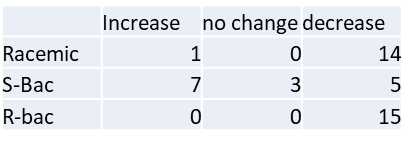 Increase no change decrease
Racemic 1 0 14
S-Bac 7 3 5
R-bac 0 0 15